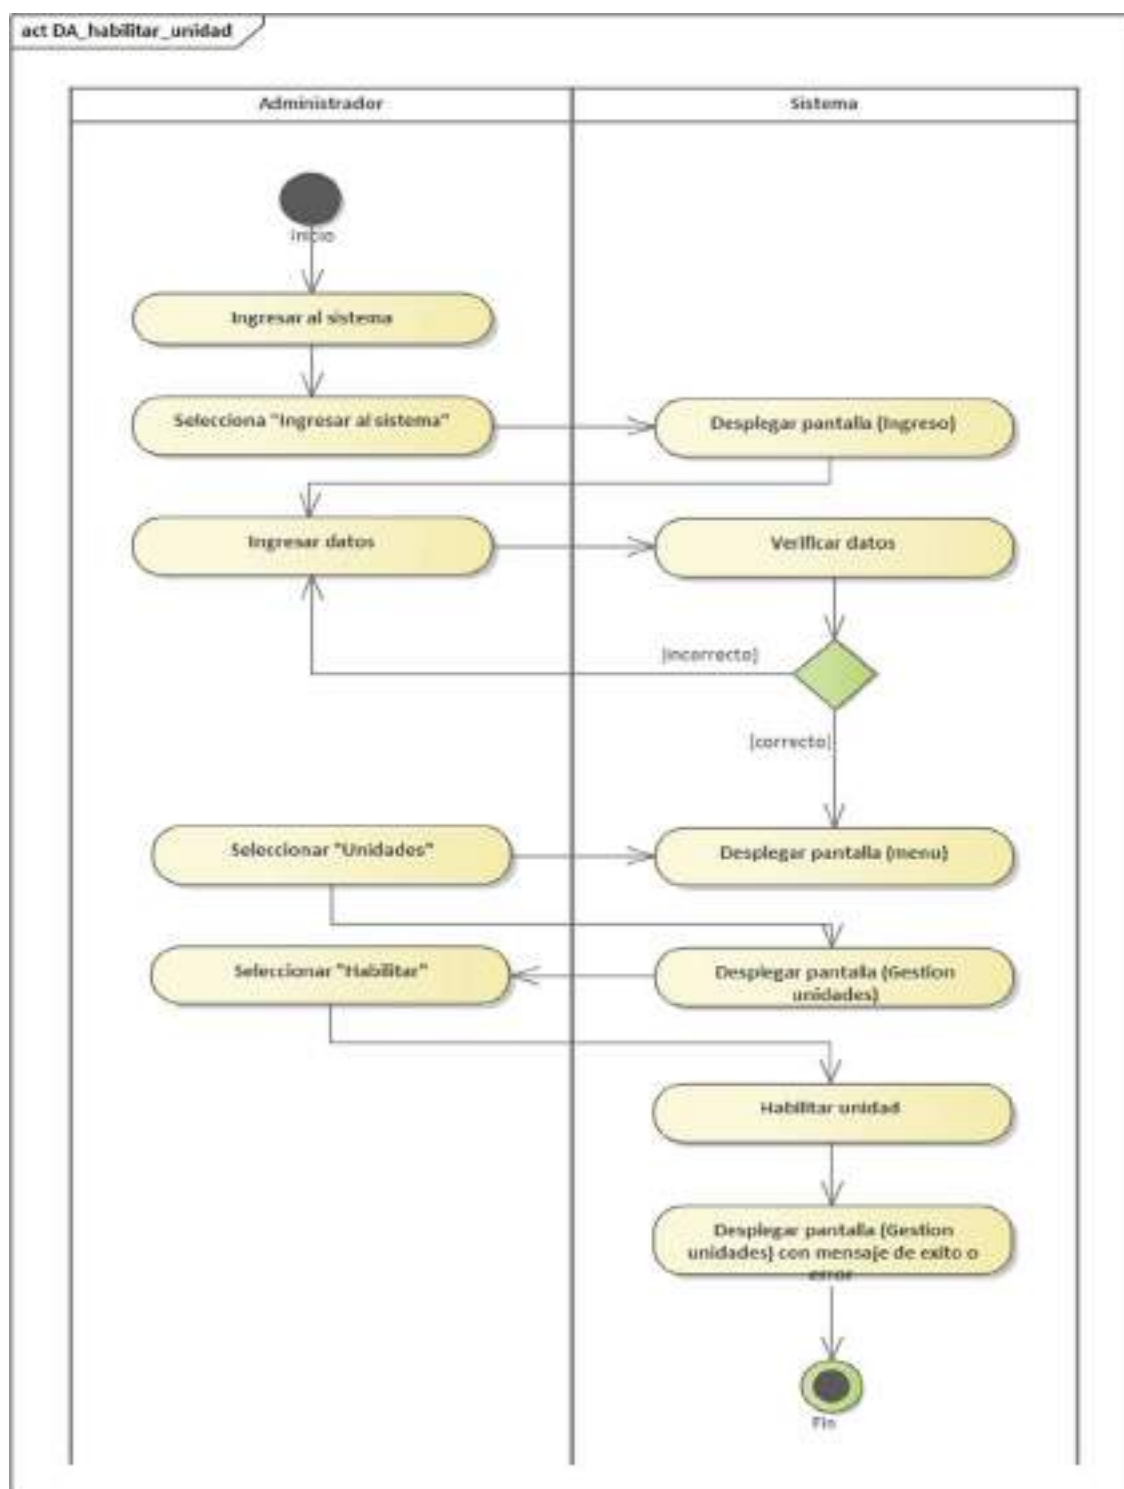 act DA_habilitar_unidad
Administrador
Sistema
Inicio
Ingresar al sistema
Selecciona "Ingresar al sistema"
Desplegar pantalla (Ingreso)
Ingresar datos
Verificar datos
[incorrecto]
[correcto]
Seleccionar "Unidades"
Desplegar pantalla (menu)
Seleccionar "Habilitar"
Desplegar pantalla (Gestion
unidades)
Habilitar unidad
Desplegar pantalla (Gestion
unidades) con mensaje de exito o
error
Fin